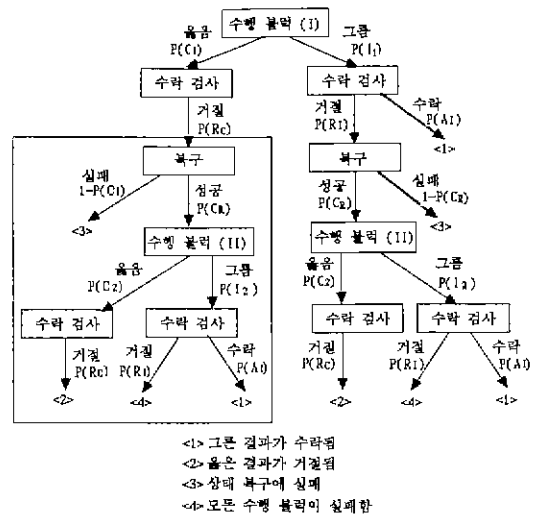 수행 블럭 (I)
옳음 그름
P(C₁) P(I₁)
수락 검사 수락 검사
거절 거절 수락
P(Rc) P(R1) P(A1)
<1>
복구 복구
실패 성공 성공 실패
1-P(C₁) P(CR) P(C₂) 1-P(C₂)
<3> <3>
수행 블럭 (II) 수행 블럭 (II)
옳음 그름 옳음 그름
P(C₂) P(I₂) P(C₂) P(I₂)
수락 검사 수락 검사 수락 검사 수락 검사
거절 거절 수락 거절 거절 수락
P(Rc) P(R1) P(A1) P(Rc) P(R1) P(A1)
<2> <4> <1> <2> <4> <1>
<1> 그른 결과가 수락됨
<2> 옳은 결과가 거절됨
<3> 상태 복구에 실패
<4> 모든 수행 블럭이 실패함